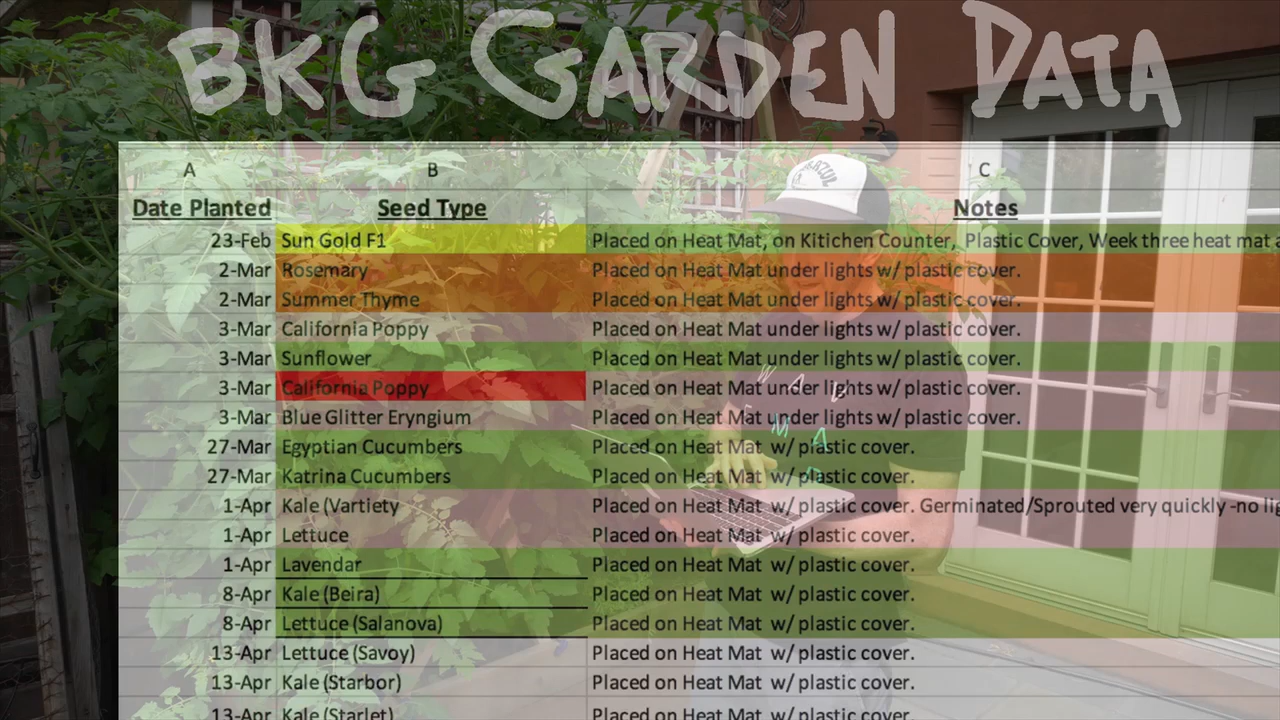 BKG GARDEN DATA
A B C
Date Planted Seed Type Notes
23-Feb Sun Gold F1 Placed on Heat Mat, on Kitichen Counter, Plastic Cover, Week three heat mat
2-Mar Rosemary Placed on Heat Mat under lights w/ plastic cover.
2-Mar Summer Thyme Placed on Heat Mat under lights w/ plastic cover.
3-Mar California Poppy Placed on Heat Mat under lights w/ plastic cover.
3-Mar Sunflower Placed on Heat Mat under lights w/ plastic cover.
3-Mar California Poppy Placed on Heat Mat under lights w/ plastic cover.
3-Mar Blue Glitter Eryngium Placed on Heat Mat under lights w/ plastic cover.
27-Mar Egyptian Cucumbers Placed on Heat Mat w/ plastic cover.
27-Mar Katrina Cucumbers Placed on Heat Mat w/ plastic cover.
1-Apr Kale (Vartiety Placed on Heat Mat w/ plastic cover. Germinated/Sprouted very quickly -no
1-Apr Lettuce Placed on Heat Mat w/ plastic cover.
1-Apr Lavendar Placed on Heat Mat w/ plastic cover.
8-Apr Kale (Beira) Placed on Heat Mat w/ plastic cover.
8-Apr Lettuce (Salanova) Placed on Heat Mat w/ plastic cover.
13-Apr Lettuce (Savoy) Placed on Heat Mat w/ plastic cover.
13-Apr Kale (Starbor) Placed on Heat Mat w/ plastic cover.
13-Apr Kale (Starlet) Placed on Heat Mat w/ plastic cover.